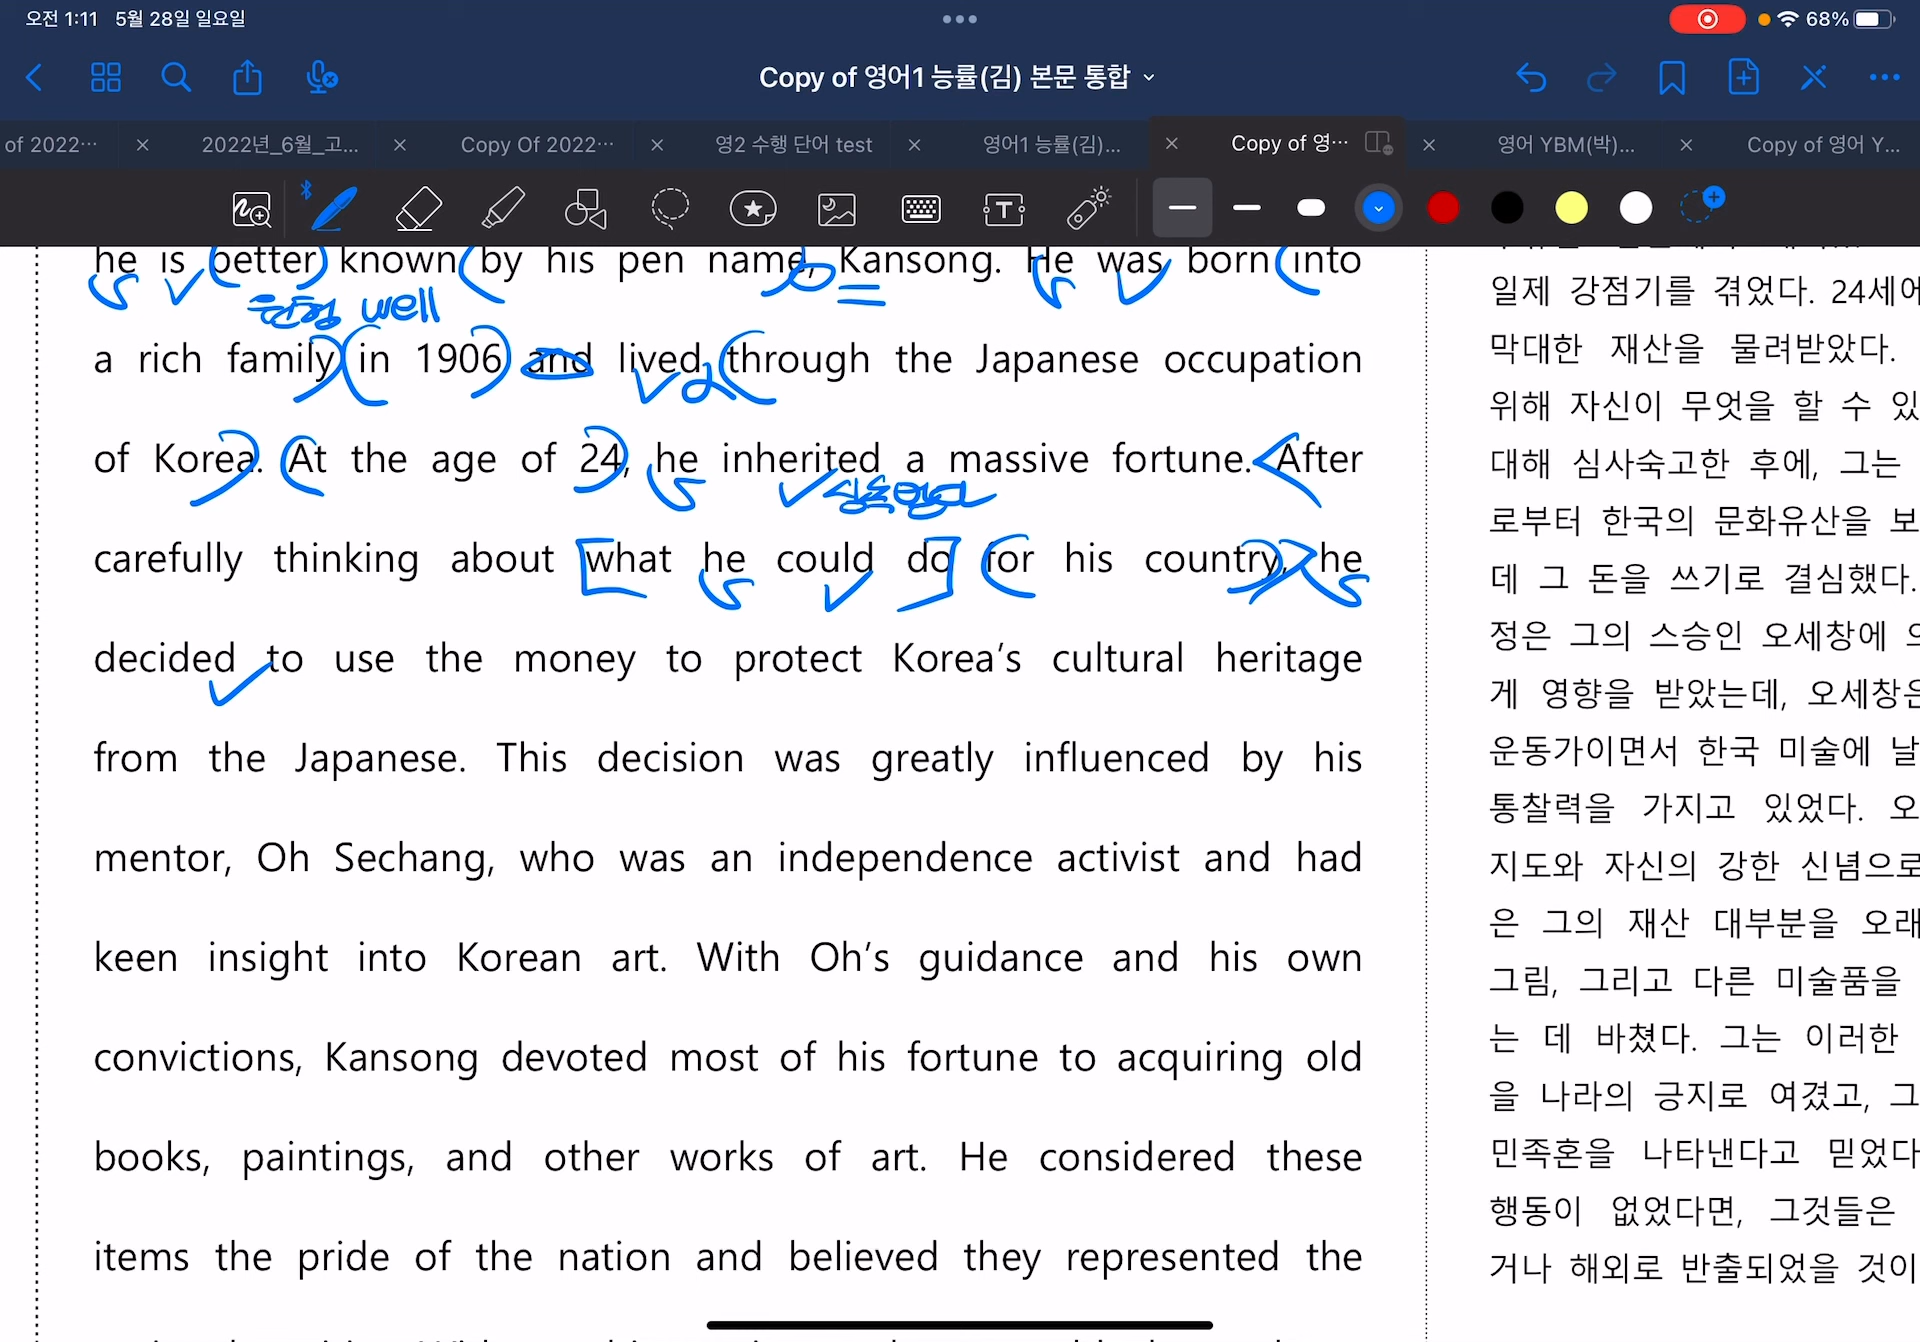 오전 1:11 5월 28일 일요일
68%
Copy of 영어1 능률(김) 본문 통합
of 2022··· 2022년_6월_고... Copy Of 2022··· 영2 수행 단어 test 영어1 능률(김)... Copy of 영··· 영어 YBM(박)... Copy of 영어 Y...
he is better known by his pen name, Kansong. He was born into
원형 well
a rich family in 1906 and lived through the Japanese occupation
of Korea. At the age of 24, he inherited a massive fortune. After
상속받다
carefully thinking about what he could do for his country, he
decided to use the money to protect Korea's cultural heritage
from the Japanese. This decision was greatly influenced by his
mentor, Oh Sechang, who was an independence activist and had
keen insight into Korean art. With Oh's guidance and his own
convictions, Kansong devoted most of his fortune to acquiring old
books, paintings, and other works of art. He considered these
items the pride of the nation and believed they represented the
일제 강점기를 겪었다. 24세에
막대한 재산을 물려받았다.
위해 자신이 무엇을 할 수 있
대해 심사숙고한 후에, 그는
로부터 한국의 문화유산을 보
데 그 돈을 쓰기로 결심했다.
정은 그의 스승인 오세창에
게 영향을 받았는데, 오세창은
운동가이면서 한국 미술에 날
통찰력을 가지고 있었다. 오
지도와 자신의 강한 신념으로
은 그의 재산 대부분을 오래
그림, 그리고 다른 미술품을
는 데 바쳤다. 그는 이러한
을 나라의 긍지로 여겼고, 그
민족혼을 나타낸다고 믿었다
행동이 없었다면, 그것들은
거나 해외로 반출되었을 것이